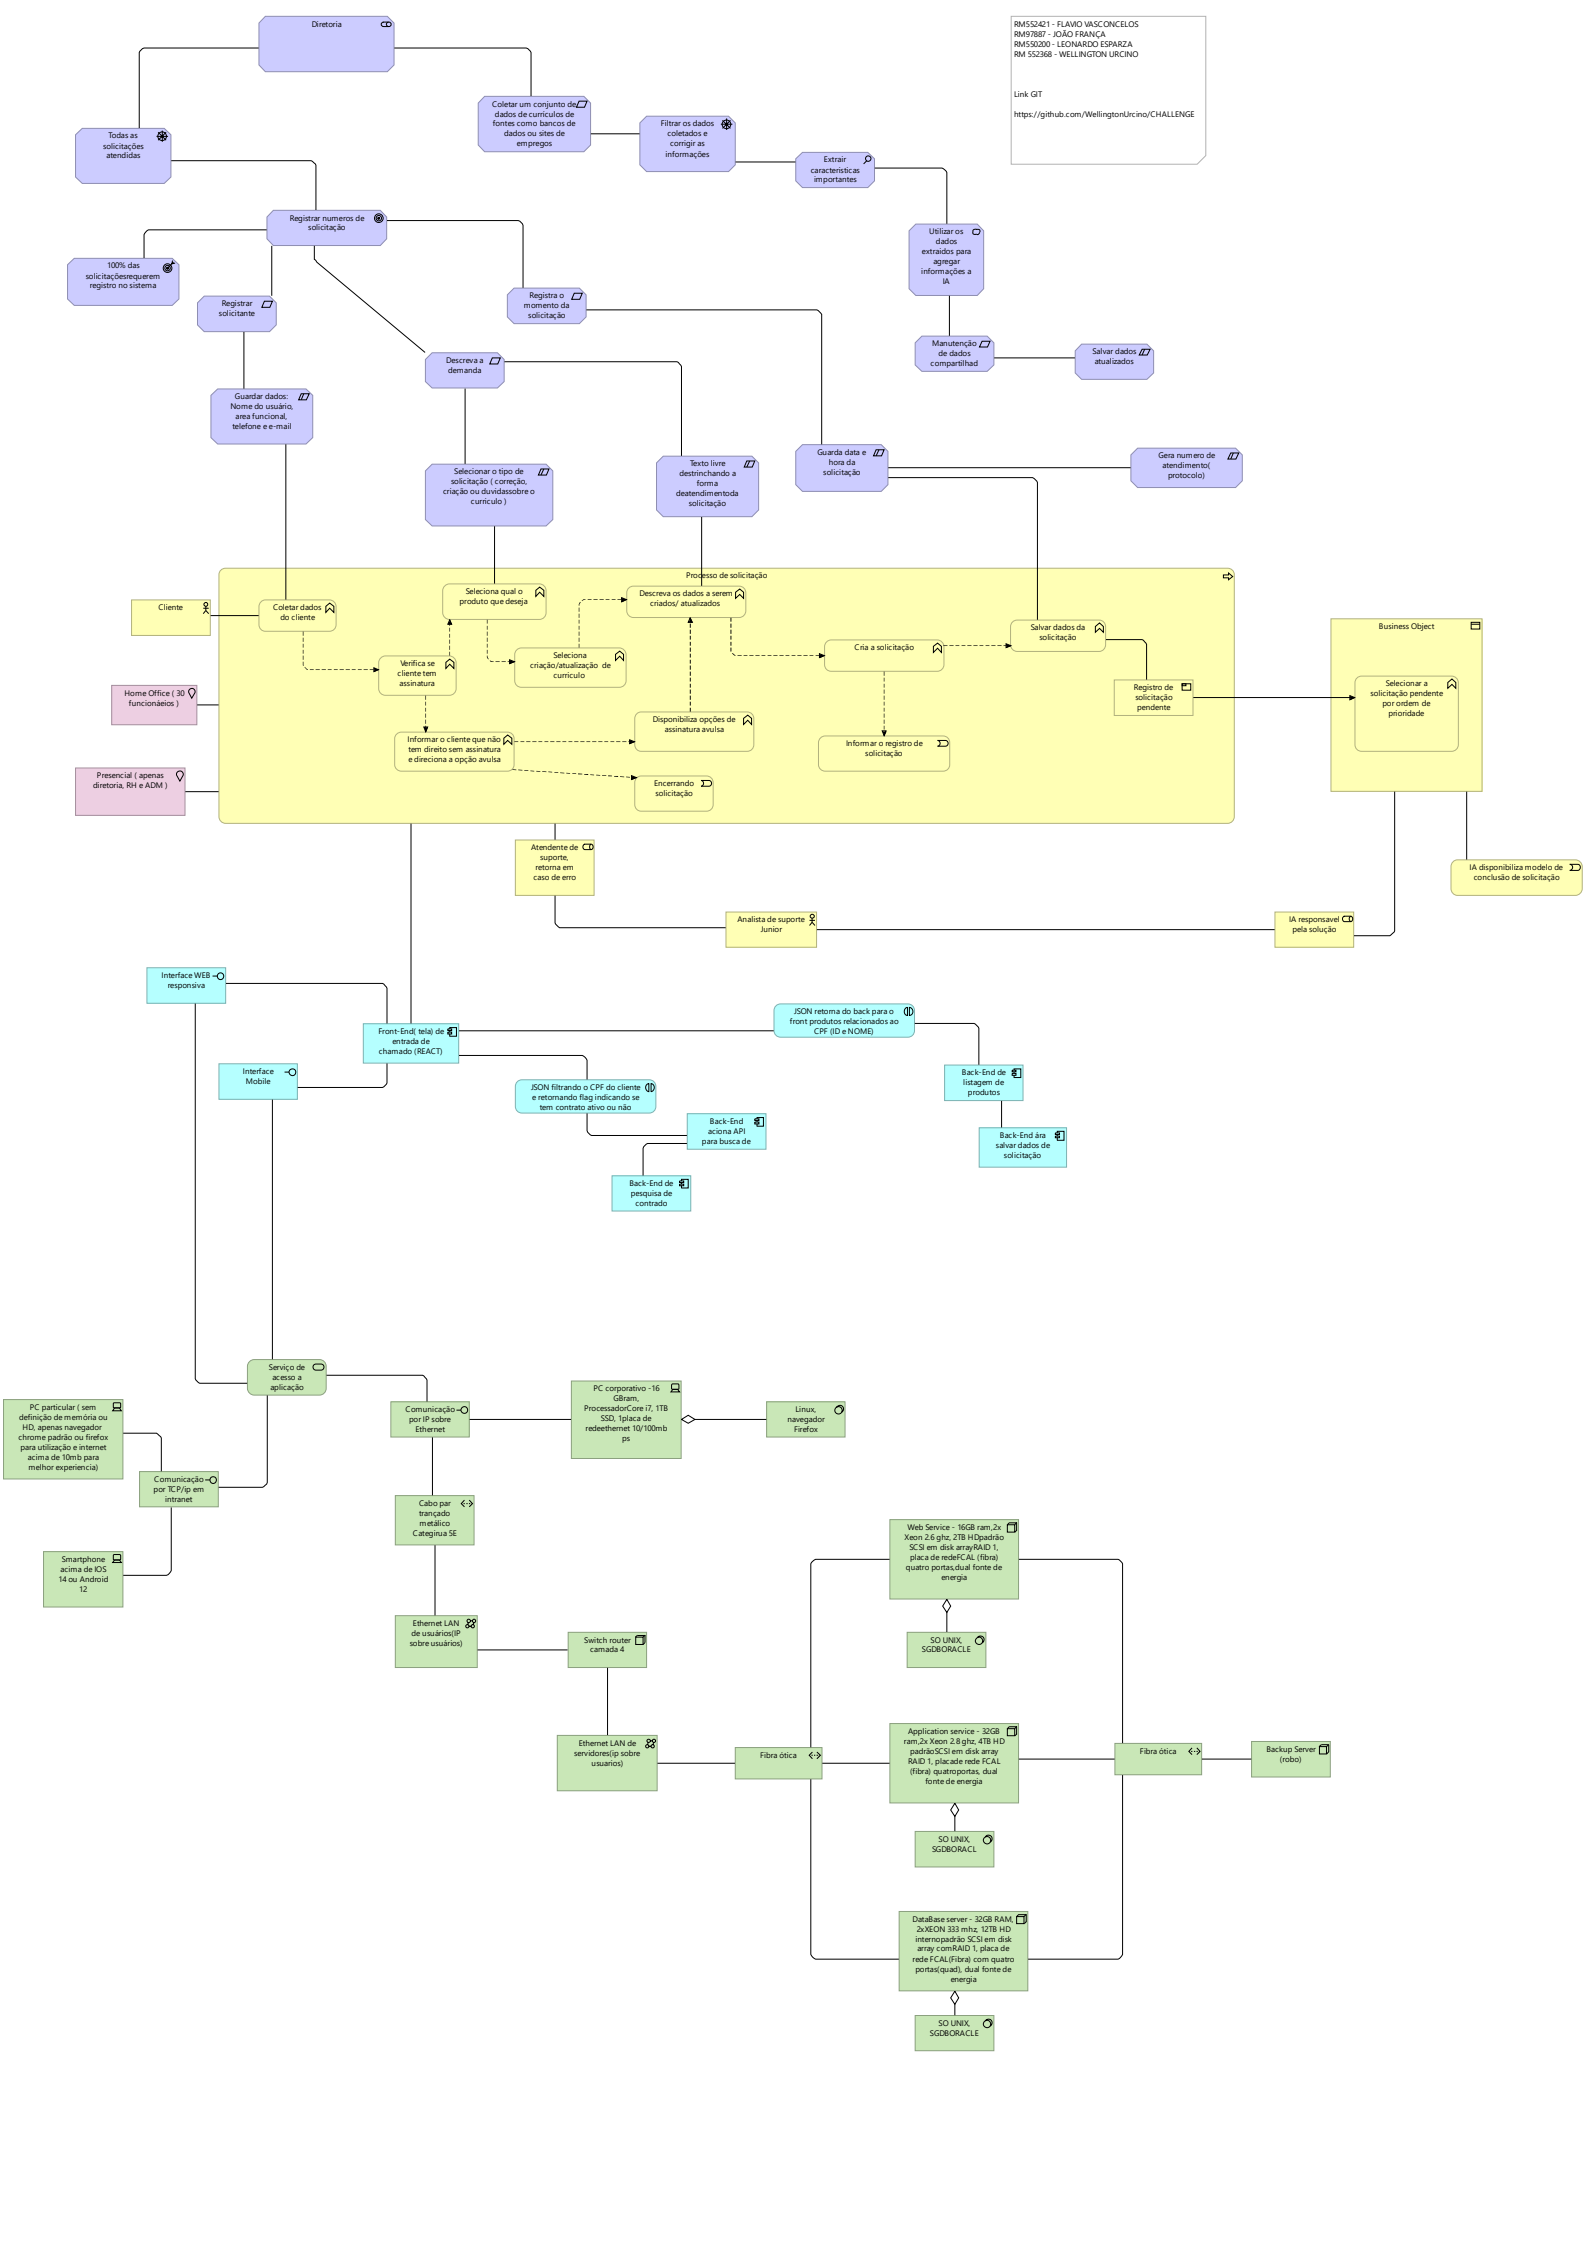 Diretoria
RM552421 - FLAVIO VASCONCELOS
RM97887 - JOÃO FRANÇA
RM550200 - LEONARDO ESPARZA
RM 552368 - WELLINGTON URCINO
Link GIT
https://github.com/WellingtonUrcino/CHALLENGE
Coletar um conjunto de
dados de currículos de
fontes como bancos de
dados ou sites de
empregos
Filtrar os dados
coletados e
corrigir as
informações
Todas as
solicitações
atendidas
Extrair
caracteristicas
importantes
Registrar numeros de
solicitação
Utilizar os
dados
extraidos para
agregar
informações a
IA
100% das
solicitaçõesrequerem
registro no sistema
Registrar
solicitante
Registra o
momento da
solicitação
Manutenção
de dados
compartilhad
Salvar dados
atualizados
Descreva a
demanda
Guardar dados:
Nome do usuário,
area funcional,
telefone e e-mail
Selecionar o tipo de
solicitação ( correção,
criação ou duvidassobre o
curriculo )
Texto livre
destrinchando a
forma
deatendimentoda
solicitação
Guarda data e
hora da
solicitação
Gera numero de
atendimento(
protocolo)
Processo de solicitação
Cliente
Coletar dados
do cliente
Seleciona qual o
produto que deseja
Descreva os dados a serem
criados/ atualizados
Salvar dados da
solicitação
Business Object
Verifica se
cliente tem
assinatura
Seleciona
criação/atualização  de
curriculo
Cria a solicitação
Registro de
solicitação
pendente
Selecionar a
solicitação pendente
por ordem de
prioridade
Home Office ( 30
funcionáeios )
Informar o cliente que não
tem direito sem assinatura
e direciona a opção avulsa
Disponibiliza opções de
assinatura avulsa
Informar o registro de
solicitação
Presencial ( apenas
diretoria, RH e ADM )
Encerrando
solicitação
Atendente de
suporte,
retorna em
caso de erro
IA disponibiliza modelo de
conclusão de solicitação
Analista de suporte
Junior
IA responsavel
pela solução
Interface WEB
responsiva
Front-End( tela) de
entrada de
chamado (REACT)
JSON retorna do back para o
front produtos relacionados ao
CPF (ID e NOME)
Interface
Mobile
JSON filtrando o CPF do cliente
e retornando flag indicando se
tem contrato ativo ou não
Back-End de
listagem de
produtos
Back-End
aciona API
para busca de
Back-End ára
salvar dados de
solicitação
Back-End de
pesquisa de
contrado
Serviço de
acesso a
aplicação
PC particular ( sem
definição de memória ou
HD, apenas navegador
chrome padrão ou firefox
para utilização e internet
acima de 10mb para
melhor experiencia)
Comunicação
por IP sobre
Ethernet
PC corporativo -16
GBram,
ProcessadorCore i7, 1TB
SSD, 1placa de
redeethernet 10/100mb
ps
Linux,
navegador
Firefox
Comunicação
por TCP/ip em
intranet
Cabo par
trançado
metálico
Categirua 5E
Smartphone
acima de IOS
14 ou Android
12
Web Service - 16GB ram,2x
Xeon 2.6 ghz, 2TB HDpadrão
SCSI em disk arrayRAID 1,
placa de redeFCAL (fibra)
quatro portas,dual fonte de
energia
Ethernet LAN
de usuários(IP
sobre usuários)
Switch router
camada 4
SO UNIX,
SGDBORACLE
Ethernet LAN de
servidores(ip sobre
usuarios)
Fibra ótica
Application service - 32GB
ram,2x Xeon 2.8 ghz, 4TB HD
padrãoSCSI em disk array
RAID 1, placade rede FCAL
(fibra) quatroportas, dual
fonte de energia
Fibra ótica
Backup Server
(robo)
SO UNIX,
SGDBORACL
DataBase server - 32GB RAM,
2xXEON 333 mhz, 12TB HD
internopadrão SCSI em disk
array comRAID 1, placa de
rede FCAL(Fibra) com quatro
portas(quad), dual fonte de
energia
SO UNIX,
SGDBORACLE